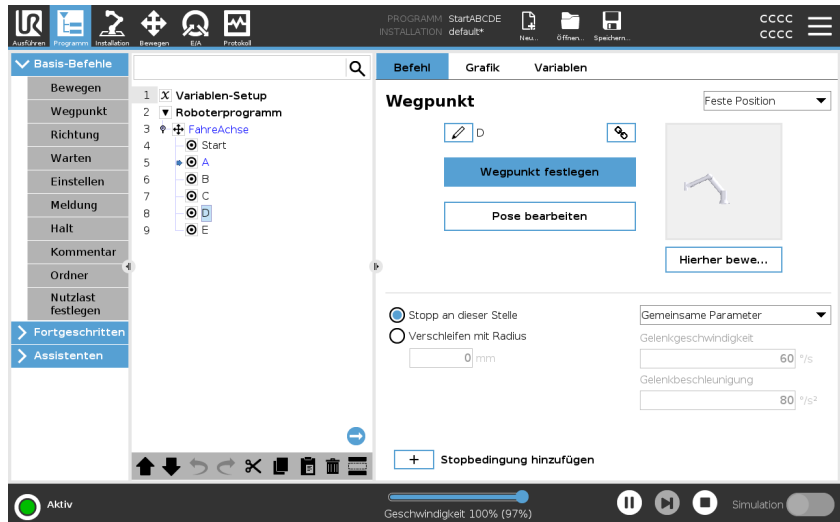 UR
PROGRAMM StartABCDE
INSTALLATION default*
CCCC
CCCC
Ausführen Programm Installation Bewegen E/A Protokoll
Neu... Öffnen... Speichern...
Basis-Befehle
Bewegen
Wegpunkt
Richtung
Warten
Einstellen
Meldung
Halt
Kommentar
Ordner
Nutzlast
festlegen
Fortgeschritten
Assistenten
1 X Variablen-Setup
2 Roboterprogramm
3 FahreAchse
4 Start
5 A
6 B
7 C
8 D
9 E
Befehl Grafik Variablen
Wegpunkt
Feste Position
D
Wegpunkt festlegen
Pose bearbeiten
Hierher bewe...
Stopp an dieser Stelle
Verschleifen mit Radius
0 mm
Gemeinsame Parameter
Gelenkgeschwindigkeit
60 °/s
Gelenkbeschleunigung
80 °/s²
+ Stopbedingung hinzufügen
Aktiv
Geschwindigkeit 100% (97%)
Simulation